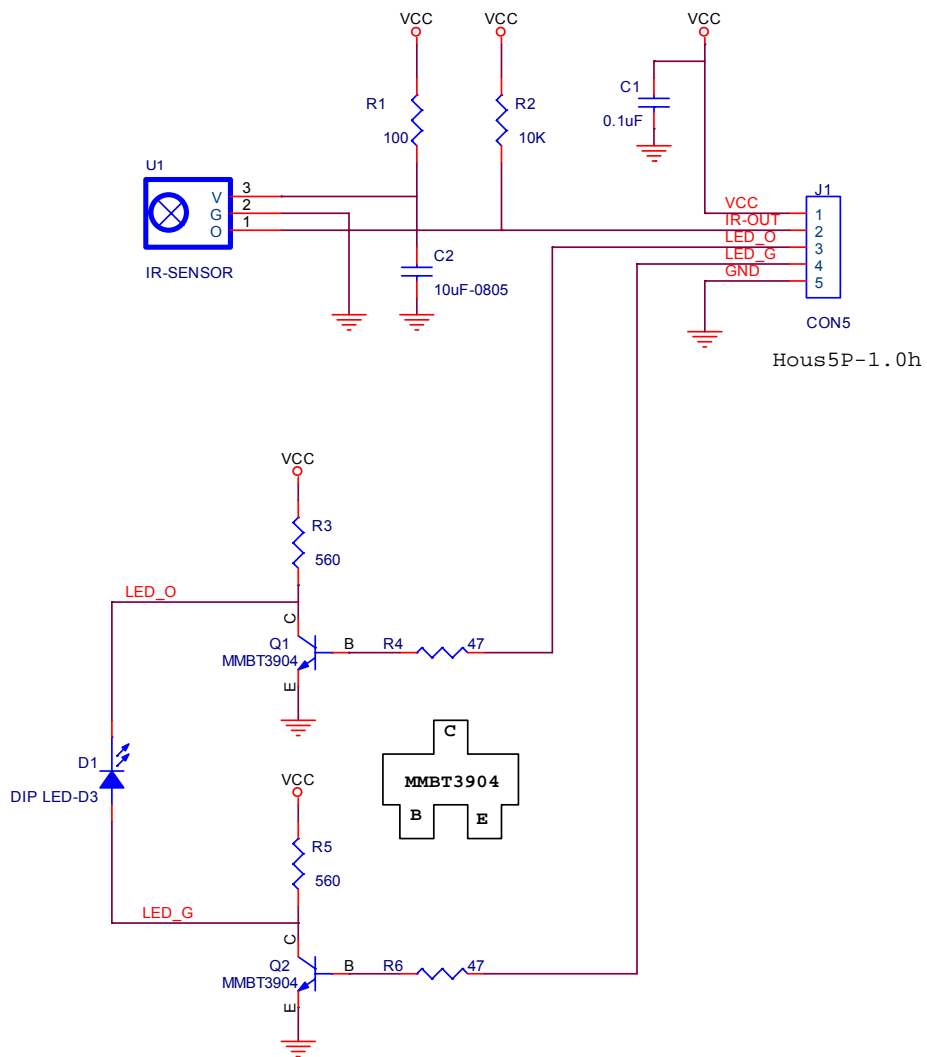 VCC
VCC
VCC
R1
100
R2
10K
C1
0.1uF
U1
V
G
O
3
2
1
IR-SENSOR
C2
10uF-0805
J1
VCC
IR-OUT
LED_O
LED_G
GND
1
2
3
4
5
CON5
Hous5P-1.0h
VCC
R3
560
LED_O
C
Q1
MMBT3904
B
R4
47
E
C
MMBT3904
B
E
D1
DIP LED-D3
VCC
R5
560
LED_G
C
Q2
MMBT3904
B
R6
47
E